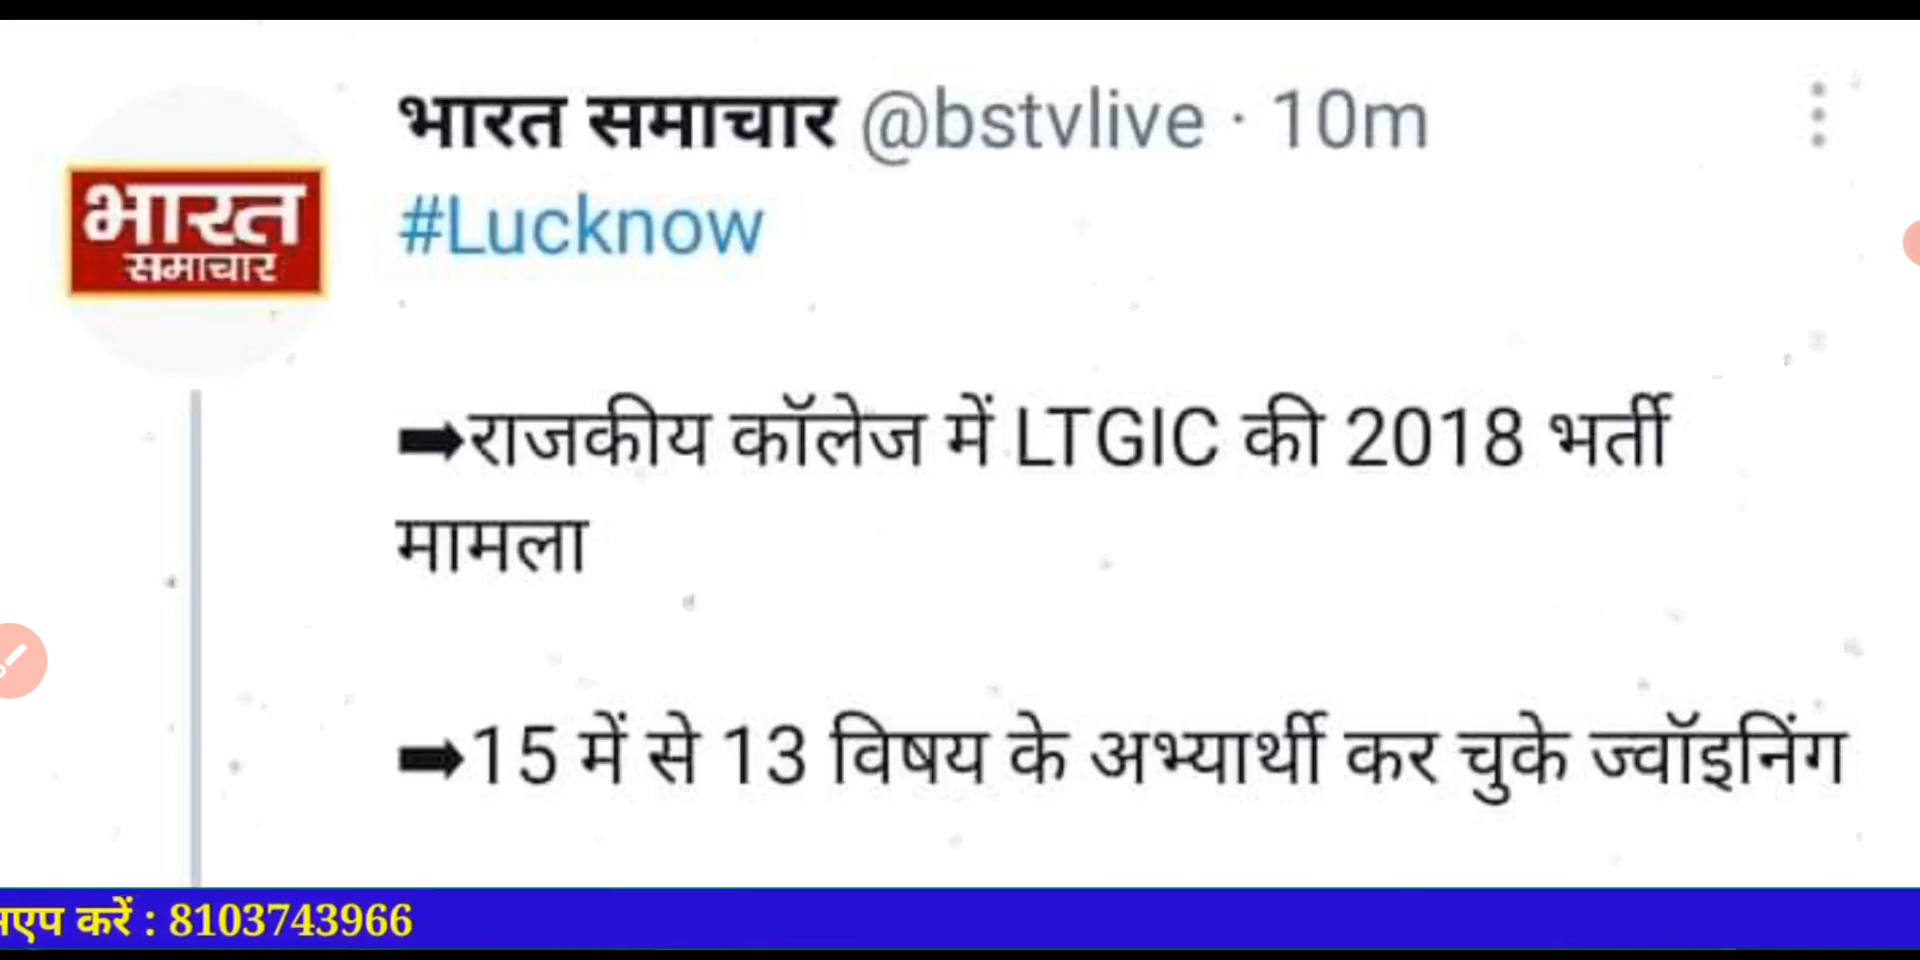 भारत समाचार @bstvlive · 10m
भारत
समाचार
#Lucknow
➡राजकीय कॉलेज में LTGIC की 2018 भर्ती
मामला
➡15 में से 13 विषय के अभ्यार्थी कर चुके ज्वॉइनिंग
करें : 8103743966